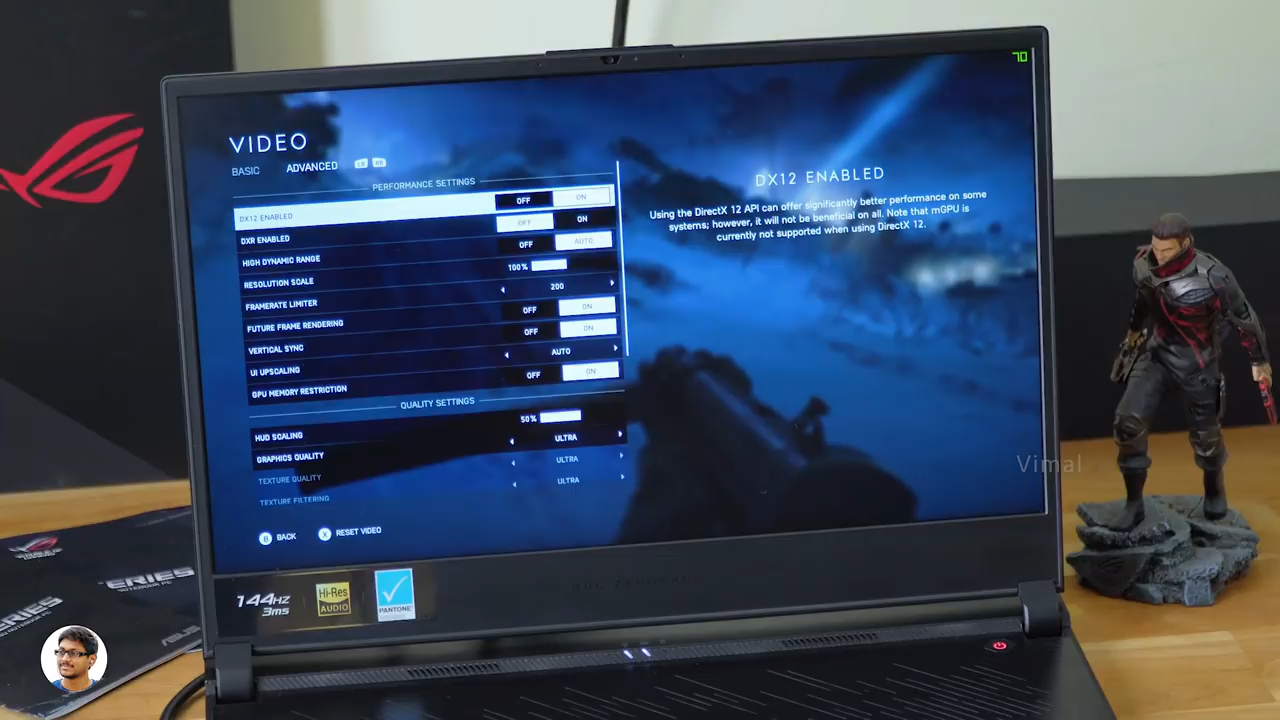 70
VIDEO
BASIC ADVANCED LB RB
PERFORMANCE SETTINGS
DX12 ENABLED OFF ON
DXR ENABLED OFF ON
HIGH DYNAMIC RANGE OFF AUTO
RESOLUTION SCALE 100%
FRAMERATE LIMITER 200
FUTURE FRAME RENDERING OFF ON
VERTICAL SYNC OFF ON
UI UPSCALING AUTO
GPU MEMORY RESTRICTION OFF ON
QUALITY SETTINGS
HUD SCALING 50%
GRAPHICS QUALITY ULTRA
TEXTURE QUALITY ULTRA
TEXTURE FILTERING ULTRA
B BACK X RESET VIDEO
DX12 ENABLED
Using the DirectX 12 API can offer significantly better performance on some
systems; however, it will not be beneficial on all. Note that mGPU is
currently not supported when using DirectX 12.
Vimal
144HZ
3ms
Hi-Res
AUDIO
PANTONE